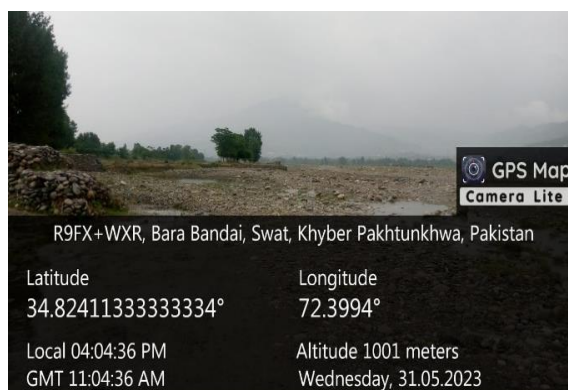 GPS Map
Camera Lite
R9FX+WXR, Bara Bandai, Swat, Khyber Pakhtunkhwa, Pakistan
Latitude
34.82411333333334°
Longitude
72.3994°
Local 04:04:36 PM
GMT 11:04:36 AM
Altitude 1001 meters
Wednesday, 31.05.2023